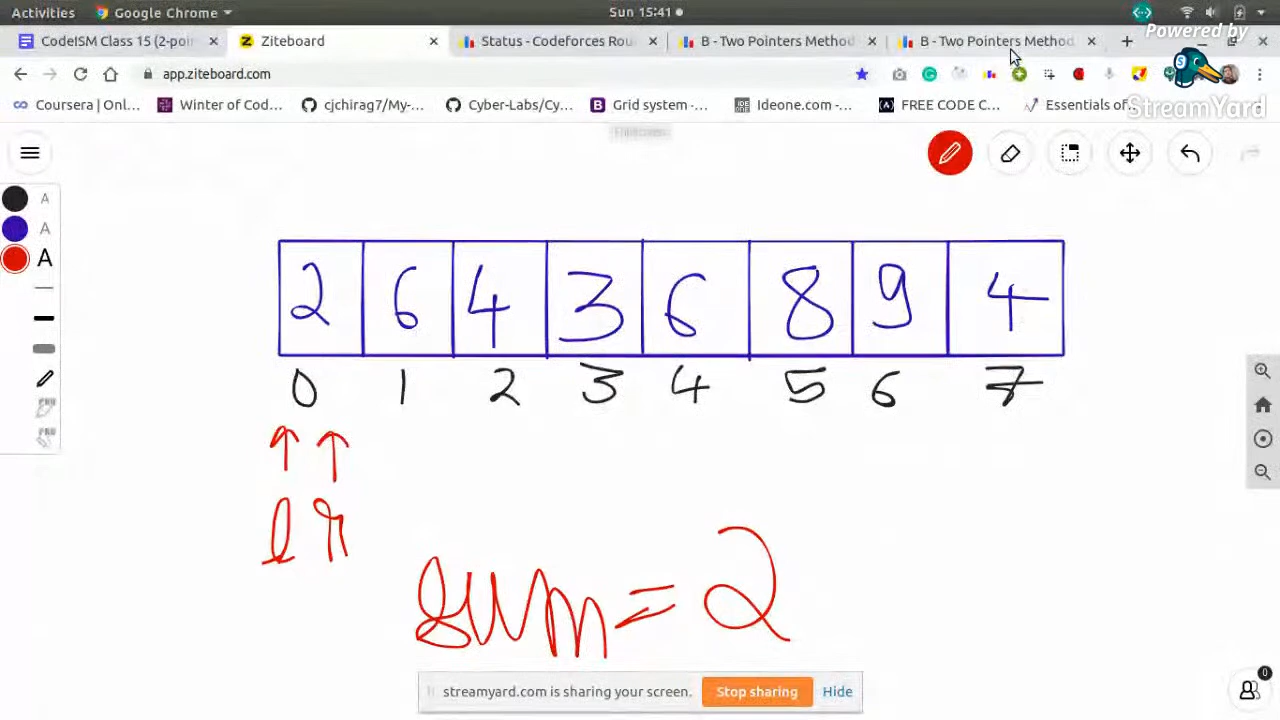 Activities Google Chrome Sun 15:41
CodeISM Class 15 (2-poin Ziteboard Status - Codeforces Rou B - Two Pointers Method B - Two Pointers Method
Powered by
StreamYard
app.ziteboard.com
Coursera | Onl... Winter of Cod... cjchirag7/My-... Cyber-Labs/Cy... Grid system -... Ideone.com -... FREE CODE C... Essentials of
A
A
A
2 6 4 3 6 8 9 4
0 1 2 3 4 5 6 7
l r
sum = 2
streamyard.com is sharing your screen. Stop sharing Hide
0